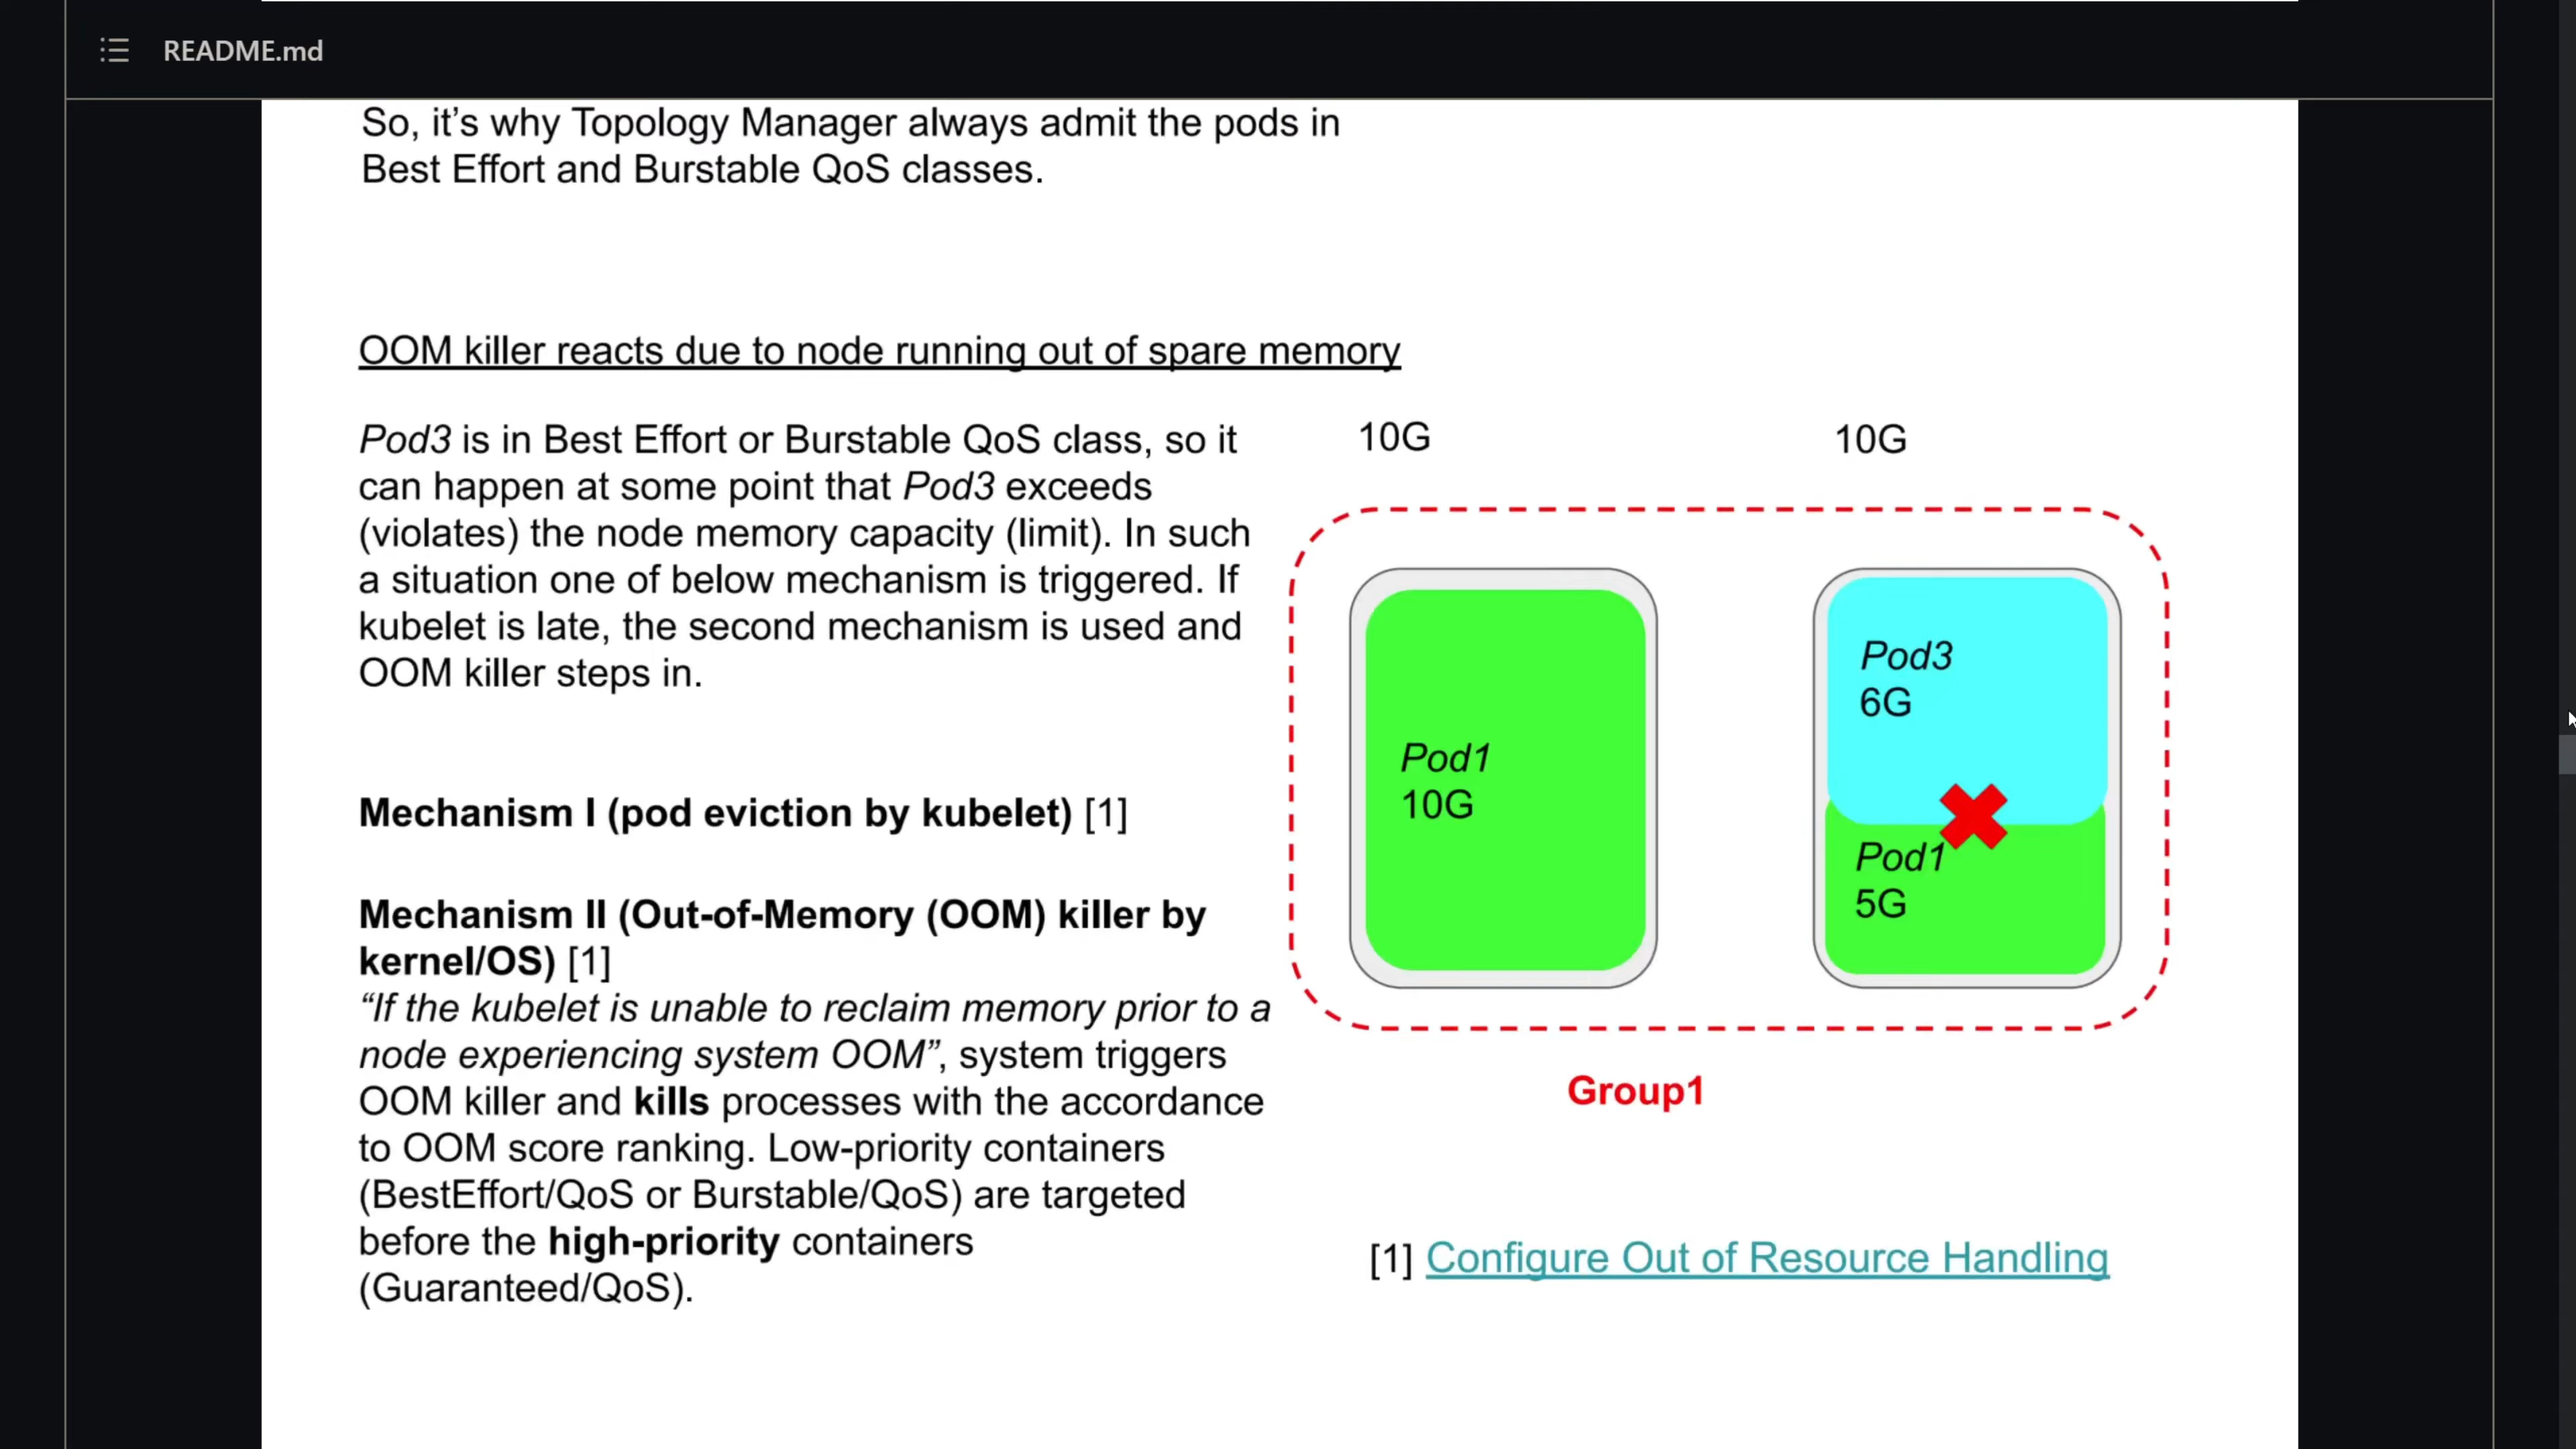 README.md
So, it’s why Topology Manager always admit the pods in
Best Effort and Burstable QoS classes.
OOM killer reacts due to node running out of spare memory
Pod3 is in Best Effort or Burstable QoS class, so it
can happen at some point that Pod3 exceeds
(violates) the node memory capacity (limit). In such
a situation one of below mechanism is triggered. If
kubelet is late, the second mechanism is used and
OOM killer steps in.
Mechanism I (pod eviction by kubelet) [1]
Mechanism II (Out-of-Memory (OOM) killer by
kernel/OS) [1]
“If the kubelet is unable to reclaim memory prior to a
node experiencing system OOM”, system triggers
OOM killer and kills processes with the accordance
to OOM score ranking. Low-priority containers
(BestEffort/QoS or Burstable/QoS) are targeted
before the high-priority containers
(Guaranteed/QoS).
10G
10G
Pod1
10G
Pod3
6G
Pod1
5G
Group1
[1] Configure Out of Resource Handling